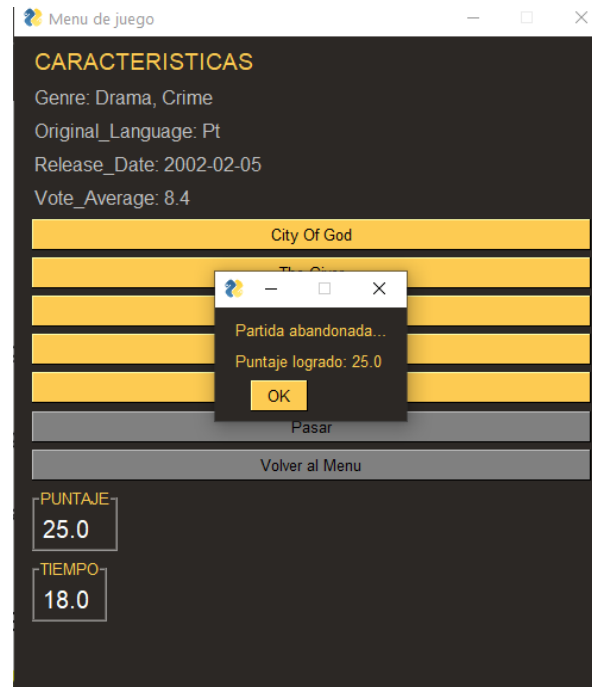 Menu de juego
CARACTERISTICAS
Genre: Drama, Crime
Original_Language: Pt
Release_Date: 2002-02-05
Vote_Average: 8.4
City Of God
Partida abandonada...
Puntaje logrado: 25.0
OK
Pasar
Volver al Menu
PUNTAJE
25.0
TIEMPO
18.0